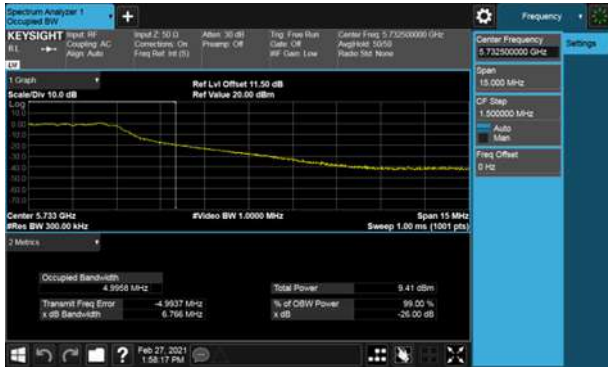 Spectrum Analyzer 1
Occupied BW
Frequency
KEYSIGHT
Input: RF
Coupling: AC
Align: Auto
Input Z: 50 Ω
Corrections: On
Freq Ref: Int (S)
Atten: 30 dB
Preamp: Off
Trig: Free Run
Gate: Off
#IF Gain: Low
Center Freq: 5.732500000 GHz
Avg|Hold: 50/50
Radio Std: None
Center Frequency
5.732500000 GHz
Settings
Span
15.000 MHz
CF Step
1.500000 MHz
Auto
Man
Freq Offset
0 Hz
1 Graph
Scale/Div 10.0 dB
Ref Lvl Offset 11.50 dB
Ref Value 20.00 dBm
Log
Center 5.733 GHz
#Res BW 300.00 kHz
#Video BW 1.0000 MHz
Span 15 MHz
Sweep 1.00 ms (1001 pts)
2 Metrics
Occupied Bandwidth
4.9958 MHz
Total Power 9.41 dBm
Transmit Freq Error -4.9937 MHz
% of OBW Power 99.00 %
x dB Bandwidth 6.766 MHz
x dB -26.00 dB
?
Feb 27, 2021
1:58:17 PM